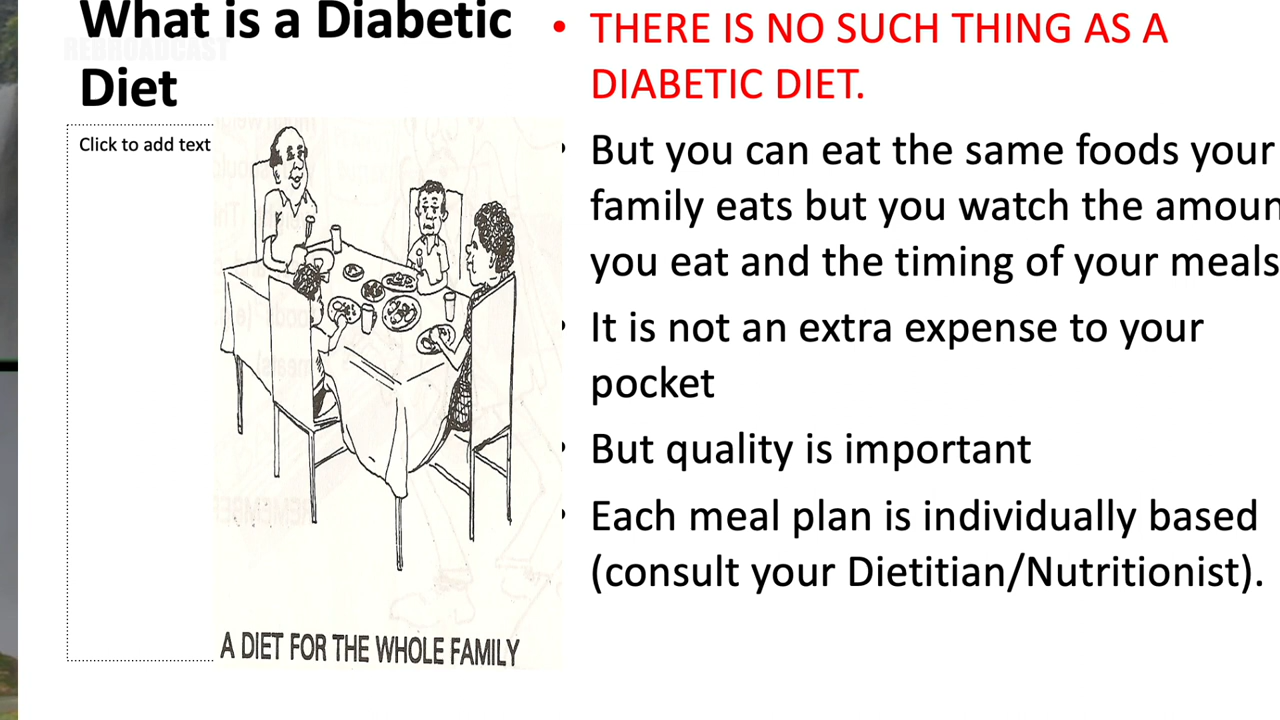 What is a Diabetic
Diet
REBROADCAST
Click to add text
A DIET FOR THE WHOLE FAMILY
• THERE IS NO SUCH THING AS A
DIABETIC DIET.
But you can eat the same foods your
family eats but you watch the amoun
you eat and the timing of your meals
It is not an extra expense to your
pocket
But quality is important
Each meal plan is individually based
(consult your Dietitian/Nutritionist).